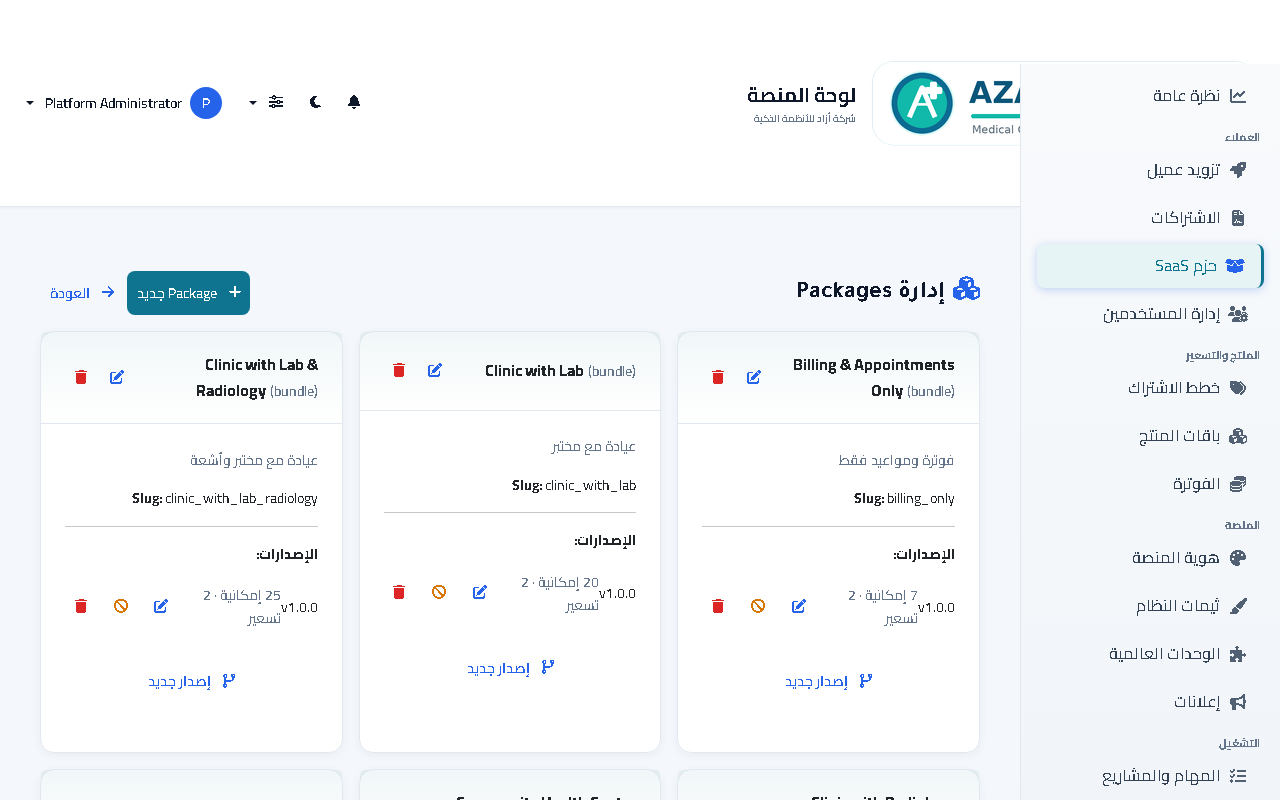 Platform Administrator
P
لوحة المنصة
شركة أزاد للأنظمة الذكية
AZA
Medical
نظرة عامة
العملاء
تزويد عميل
الاشتراكات
حزم SaaS
إدارة المستخدمين
المنتج والتسعير
خطط الاشتراك
باقات المنتج
الفوترة
المنصة
هوية المنصة
ثيمات النظام
الوحدات العالمية
إعلانات
التشغيل
المهام والمشاريع
إدارة Packages
Package جديد
العودة
Billing & Appointments
Only (bundle)
فوترة ومواعيد فقط
Slug: billing_only
الإصدارات:
v1.0.0
7 إمكانية · 2
تسعير
إصدار جديد
Clinic with Lab (bundle)
عيادة مع مختبر
Slug: clinic_with_lab
الإصدارات:
v1.0.0
20 إمكانية · 2
تسعير
إصدار جديد
Clinic with Lab &
Radiology (bundle)
عيادة مع مختبر وأشعة
Slug: clinic_with_lab_radiology
الإصدارات:
v1.0.0
25 إمكانية · 2
تسعير
إصدار جديد